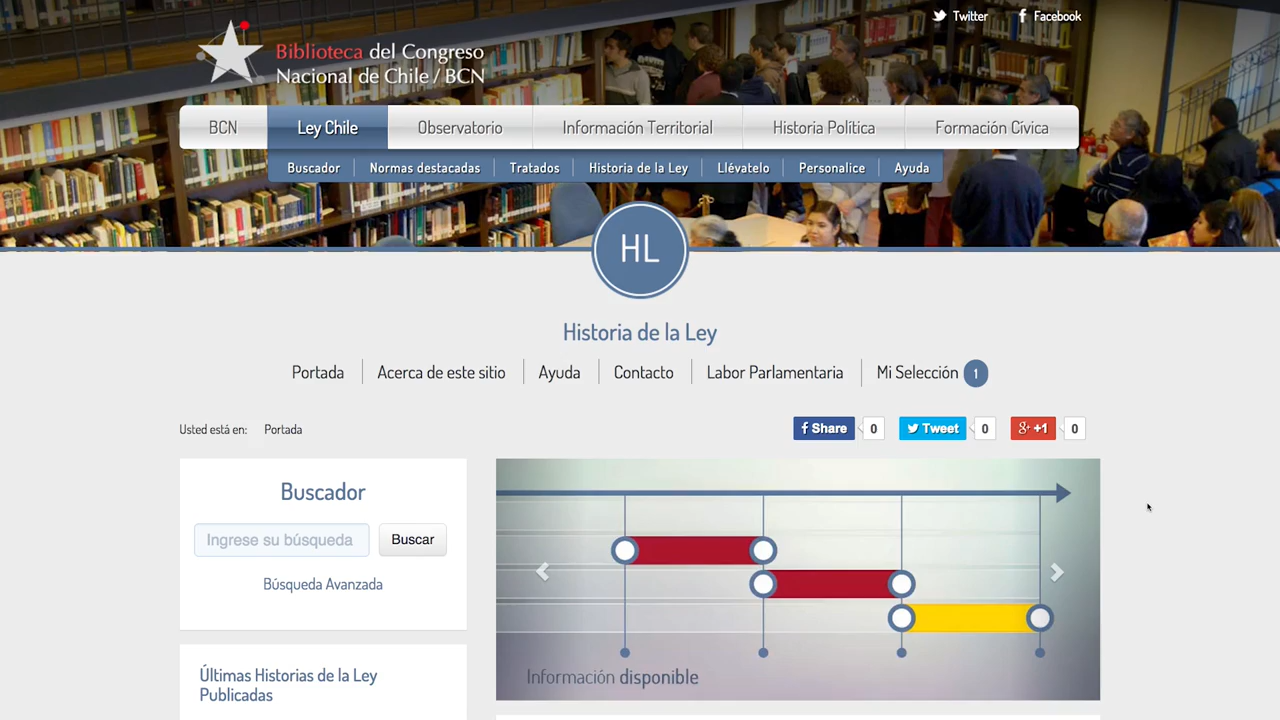 Twitter
Facebook
Biblioteca del Congreso
Nacional de Chile / BCN
BCN
Ley Chile
Observatorio
Información Territorial
Historia Política
Formación Cívica
Buscador
Normas destacadas
Tratados
Historia de la Ley
Llévatelo
Personalice
Ayuda
HL
Historia de la Ley
Portada
Acerca de este sitio
Ayuda
Contacto
Labor Parlamentaria
Mi Selección 1
Usted está en: Portada
Share 0
Tweet 0
+1 0
Buscador
Ingrese su búsqueda
Buscar
Búsqueda Avanzada
Información disponible
Últimas Historias de la Ley
Publicadas